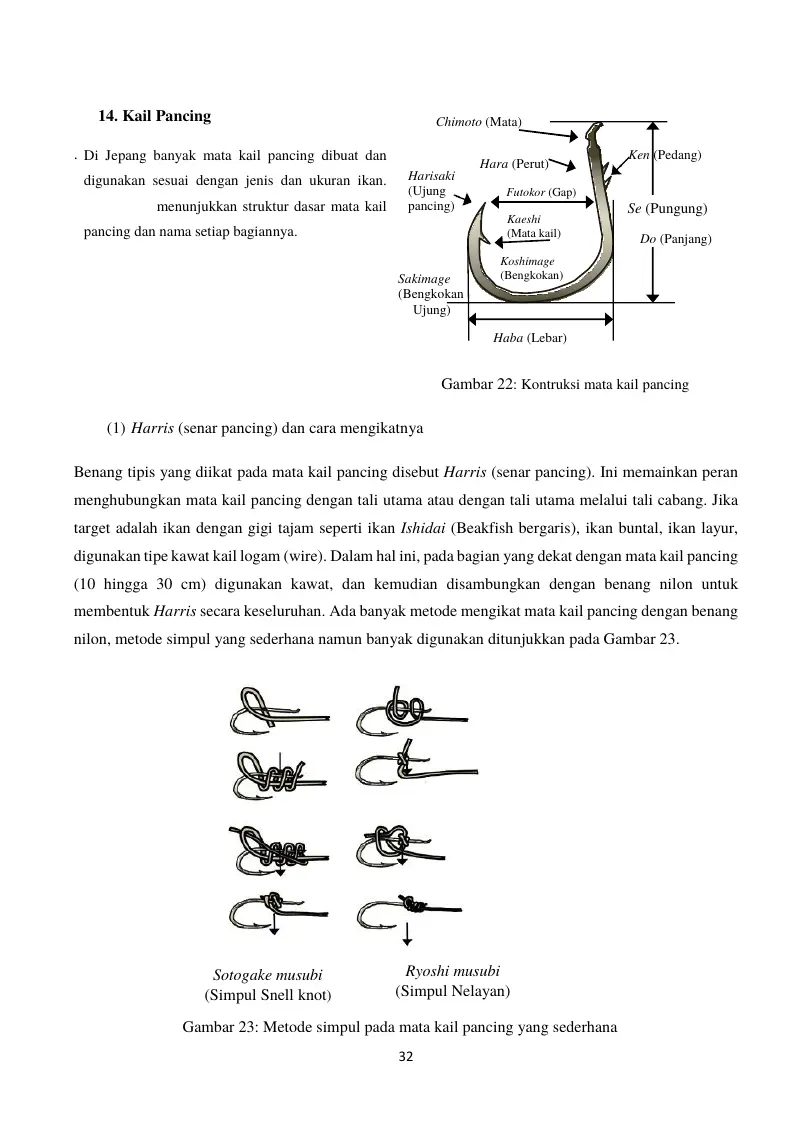 14. Kail Pancing
. Di Jepang banyak mata kail pancing dibuat dan
digunakan sesuai dengan jenis dan ukuran ikan.
menunjukkan struktur dasar mata kail
pancing dan nama setiap bagiannya.
Chimoto (Mata)
Hara (Perut)
Ken (Pedang)
Harisaki
(Ujung
pancing)
Futokor (Gap)
Se (Pungung)
Kaeshi
(Mata kail)
Do (Panjang)
Koshimage
(Bengkokan)
Sakimage
(Bengkokan
Ujung)
Haba (Lebar)
Gambar 22: Kontruksi mata kail pancing
(1) Harris (senar pancing) dan cara mengikatnya
Benang tipis yang diikat pada mata kail pancing disebut Harris (senar pancing). Ini memainkan peran
menghubungkan mata kail pancing dengan tali utama atau dengan tali utama melalui tali cabang. Jika
target adalah ikan dengan gigi tajam seperti ikan Ishidai (Beakfish bergaris), ikan buntal, ikan layur,
digunakan tipe kawat kail logam (wire). Dalam hal ini, pada bagian yang dekat dengan mata kail pancing
(10 hingga 30 cm) digunakan kawat, dan kemudian disambungkan dengan benang nilon untuk
membentuk Harris secara keseluruhan. Ada banyak metode mengikat mata kail pancing dengan benang
nilon, metode simpul yang sederhana namun banyak digunakan ditunjukkan pada Gambar 23.
Sotogake musubi
(Simpul Snell knot)
Ryoshi musubi
(Simpul Nelayan)
Gambar 23: Metode simpul pada mata kail pancing yang sederhana
32